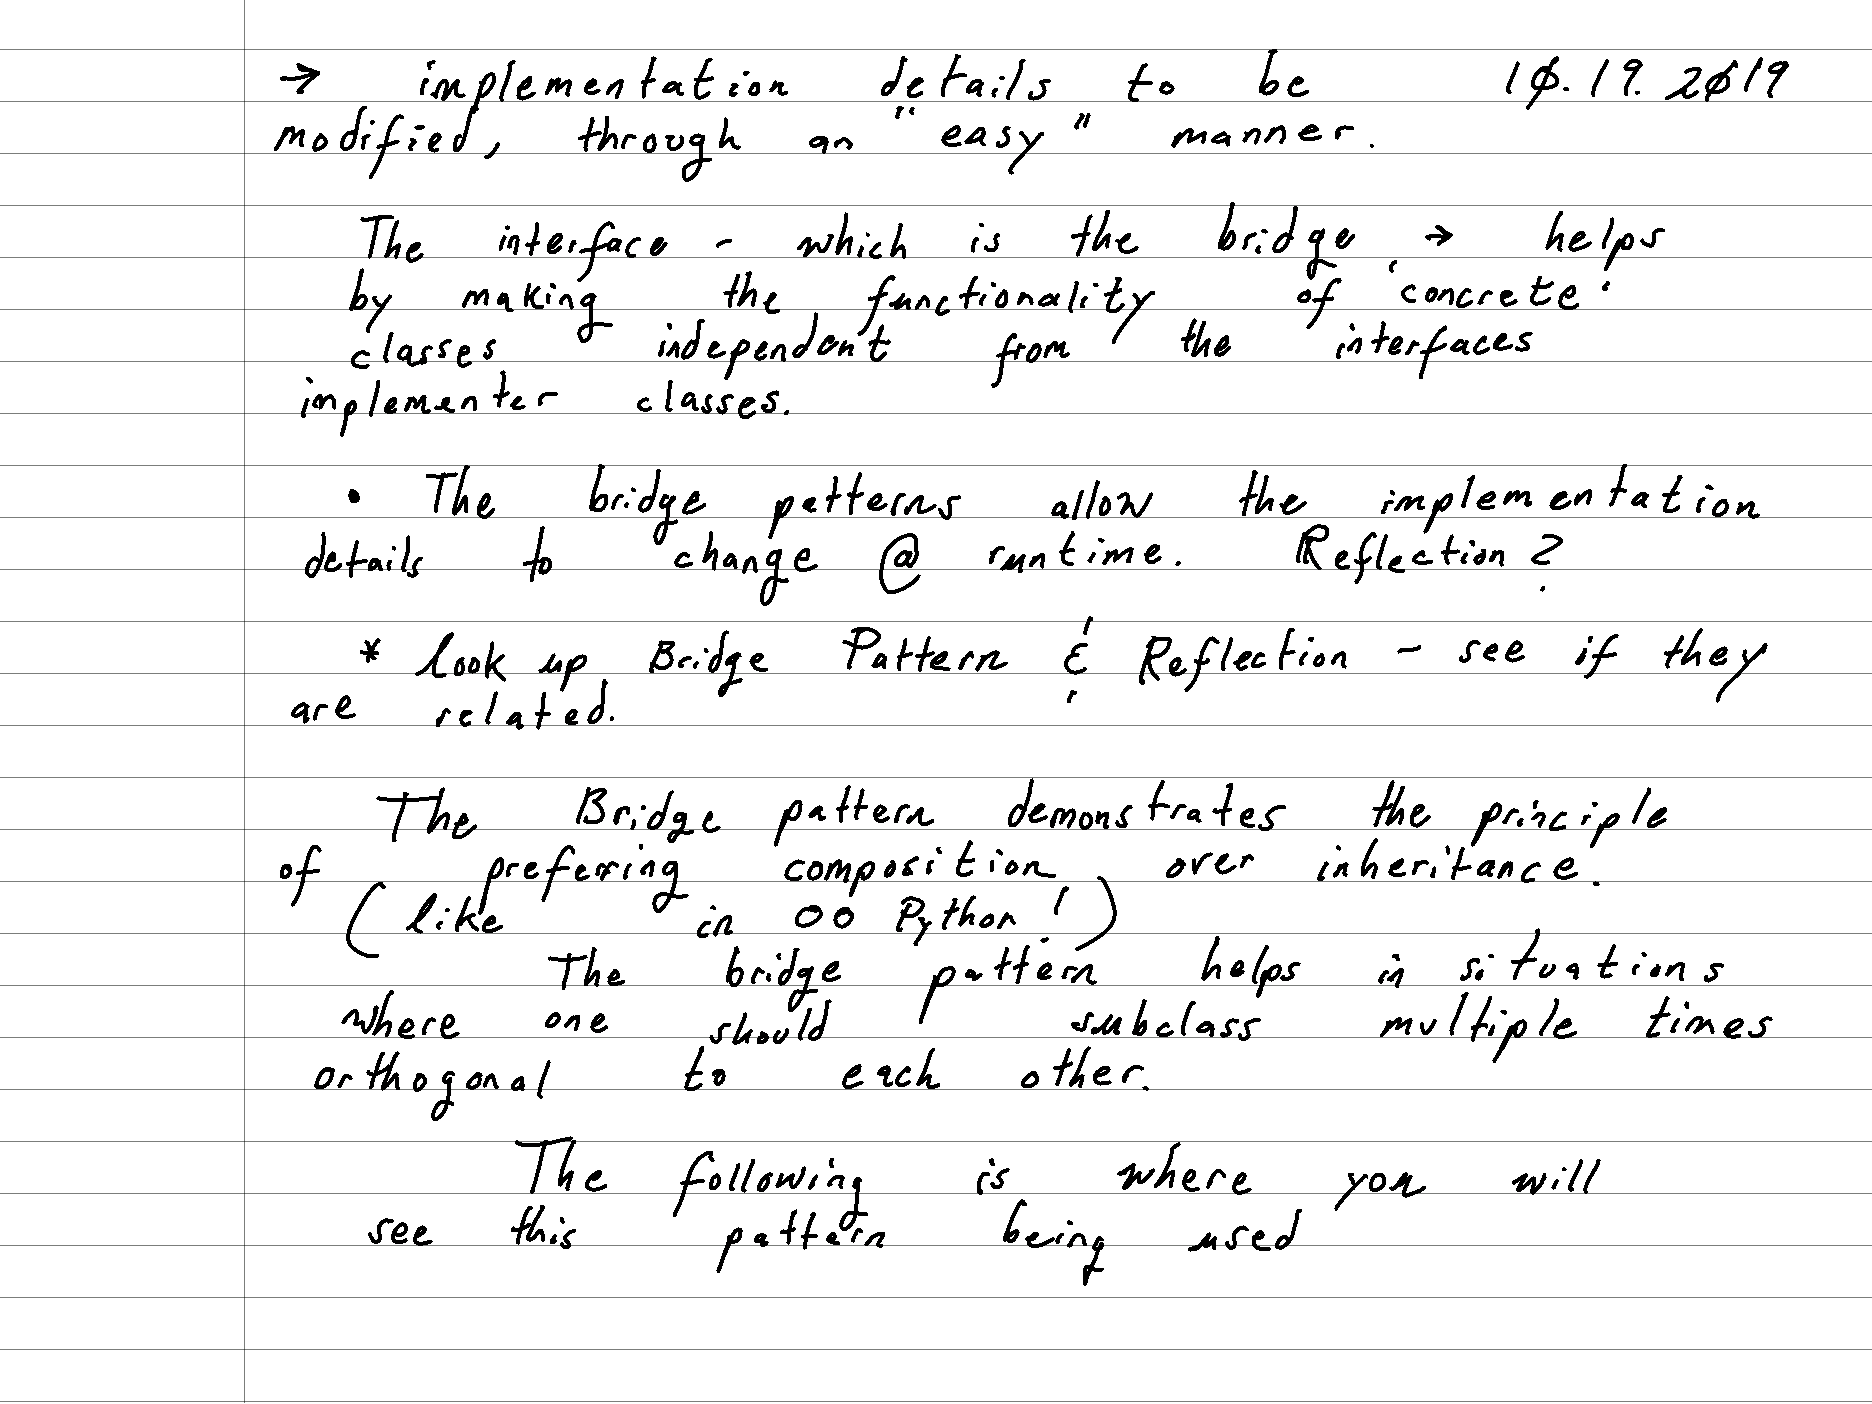 → implementation details to be 10.19.2019
modified, through an "easy" manner.
The interface - which is the bridge → helps
by making the functionality of 'concrete'
classes independent from the interfaces
implementer classes.
• The bridge patterns allow the implementation
details to change @ runtime. Reflection?
* look up Bridge Pattern & Reflection - see if they
are related.
The Bridge pattern demonstrates the principle
of preferring composition over inheritance.
(like in OO Python!)
The bridge pattern helps in situations
where one should subclass multiple times
orthogonal to each other.
The following is where you will
see this pattern being used